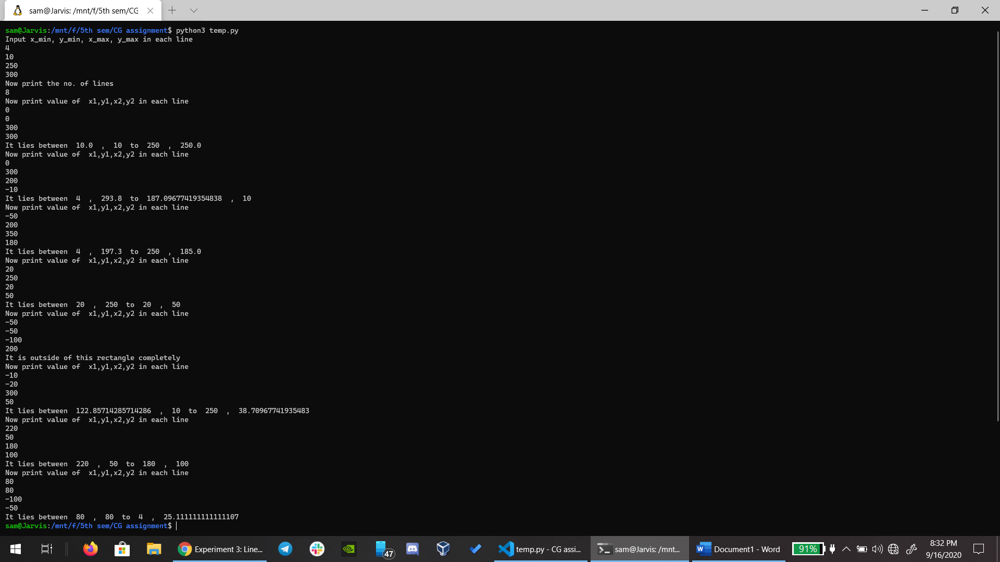 sam@Jarvis: /mnt/f/5th sem/CG
sam@Jarvis:/mnt/f/5th sem/CG assignment$ python3 temp.py
Input x_min, y_min, x_max, y_max in each line
4
10
250
300
Now print the no. of lines
8
Now print value of  x1,y1,x2,y2 in each line
0
0
300
300
It lies between  10.0  ,  10  to  250  ,  250.0
Now print value of  x1,y1,x2,y2 in each line
0
300
200
-10
It lies between  4  ,  293.8  to  187.09677419354838  ,  10
Now print value of  x1,y1,x2,y2 in each line
-50
200
350
180
It lies between  4  ,  197.3  to  250  ,  185.0
Now print value of  x1,y1,x2,y2 in each line
20
250
20
50
It lies between  20  ,  250  to  20  ,  50
Now print value of  x1,y1,x2,y2 in each line
-50
-50
-100
200
It is outside of this rectangle completely
Now print value of  x1,y1,x2,y2 in each line
-10
-20
300
50
It lies between  122.85714285714286  ,  10  to  250  ,  38.70967741935483
Now print value of  x1,y1,x2,y2 in each line
220
50
180
100
It lies between  220  ,  50  to  180  ,  100
Now print value of  x1,y1,x2,y2 in each line
80
80
-100
-50
It lies between  80  ,  80  to  4  ,  25.111111111111107
sam@Jarvis:/mnt/f/5th sem/CG assignment$
Experiment 3: Line...
47
temp.py - CG assi...
sam@Jarvis: /mnt...
Document1 - Word
91%
8:32 PM
9/16/2020